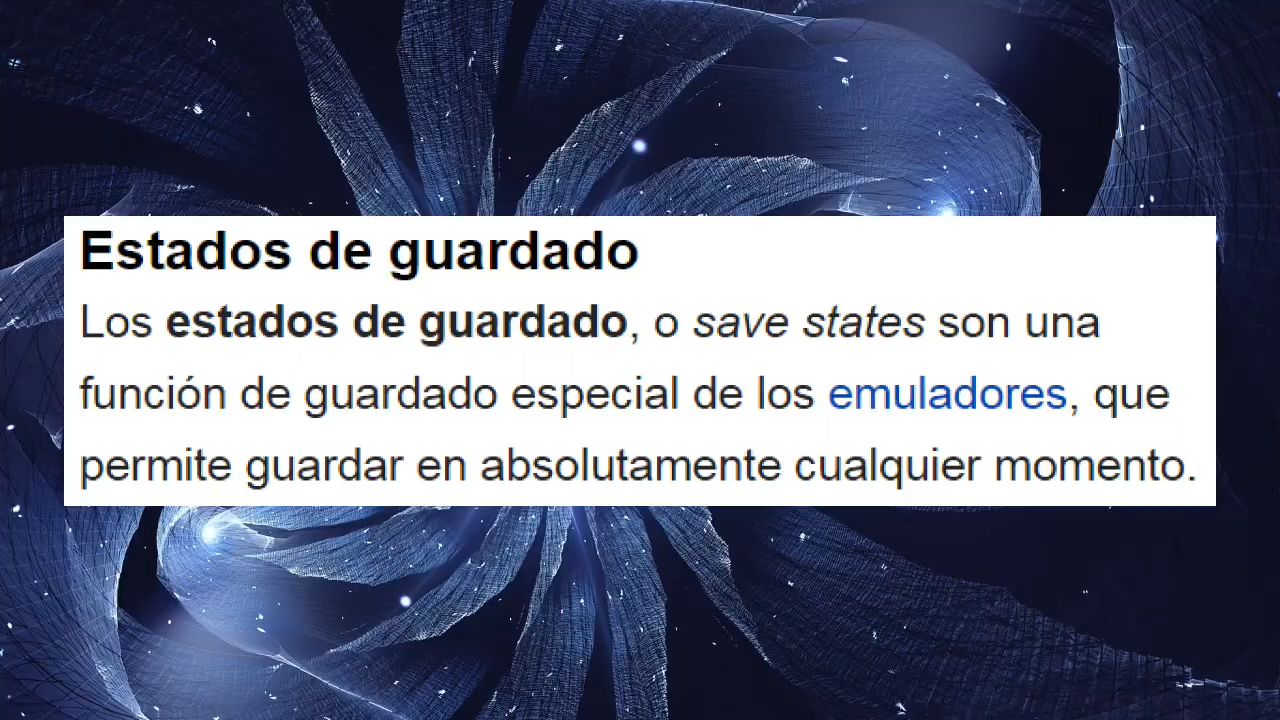 Estados de guardado
Los estados de guardado, o save states son una
función de guardado especial de los emuladores, que
permite guardar en absolutamente cualquier momento.